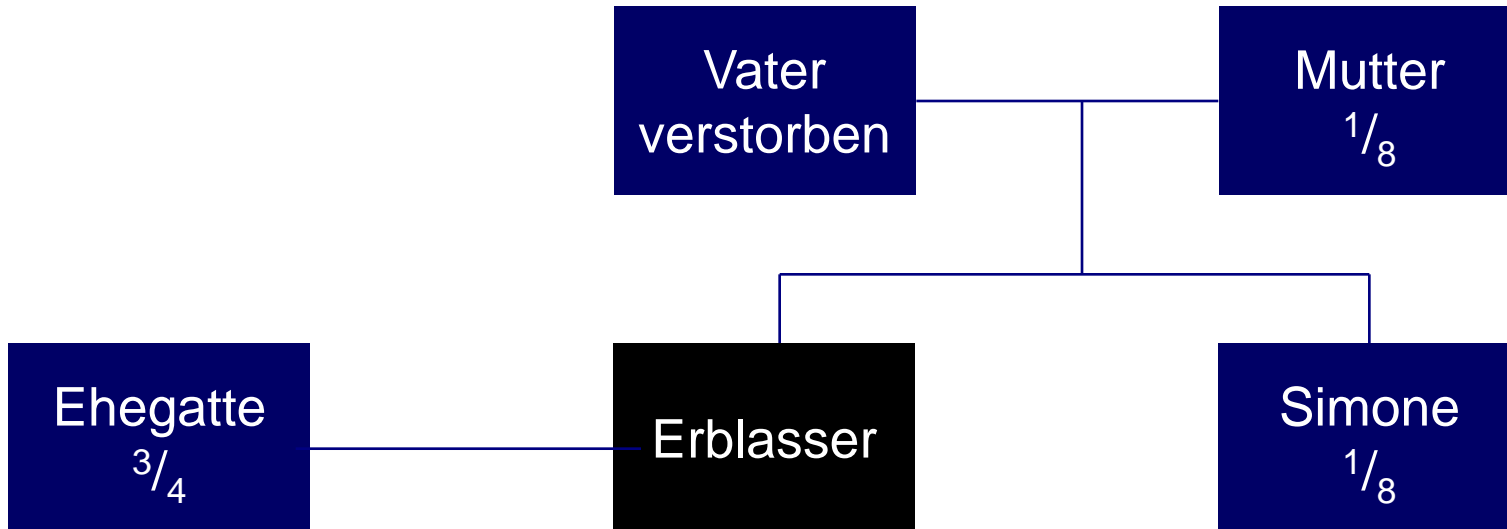 Vater
verstorben
Mutter
1/8
Ehegatte
3/4
Erblasser
Simone
1/8